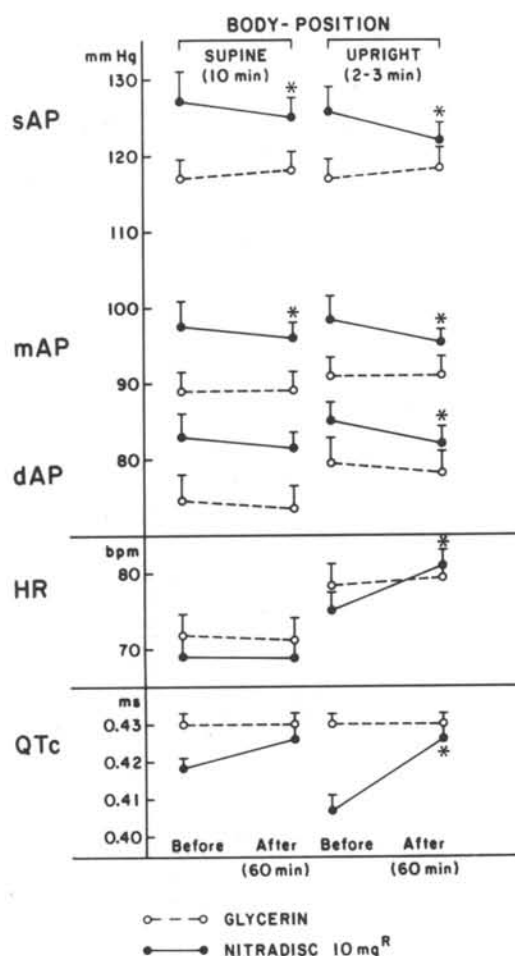 BODY-POSITION
mm Hg SUPINE UPRIGHT
(10 min) (2-3 min)
130
* *
sAP
120
110
100
* *
mAP
90
*
80
dAP
bpm *
80
HR
70
ms
0.43
QTc
0.42 *
0.41
0.40
Before After Before After
(60 min) (60 min)
GLYCERIN
NITRADISC 10 mg R